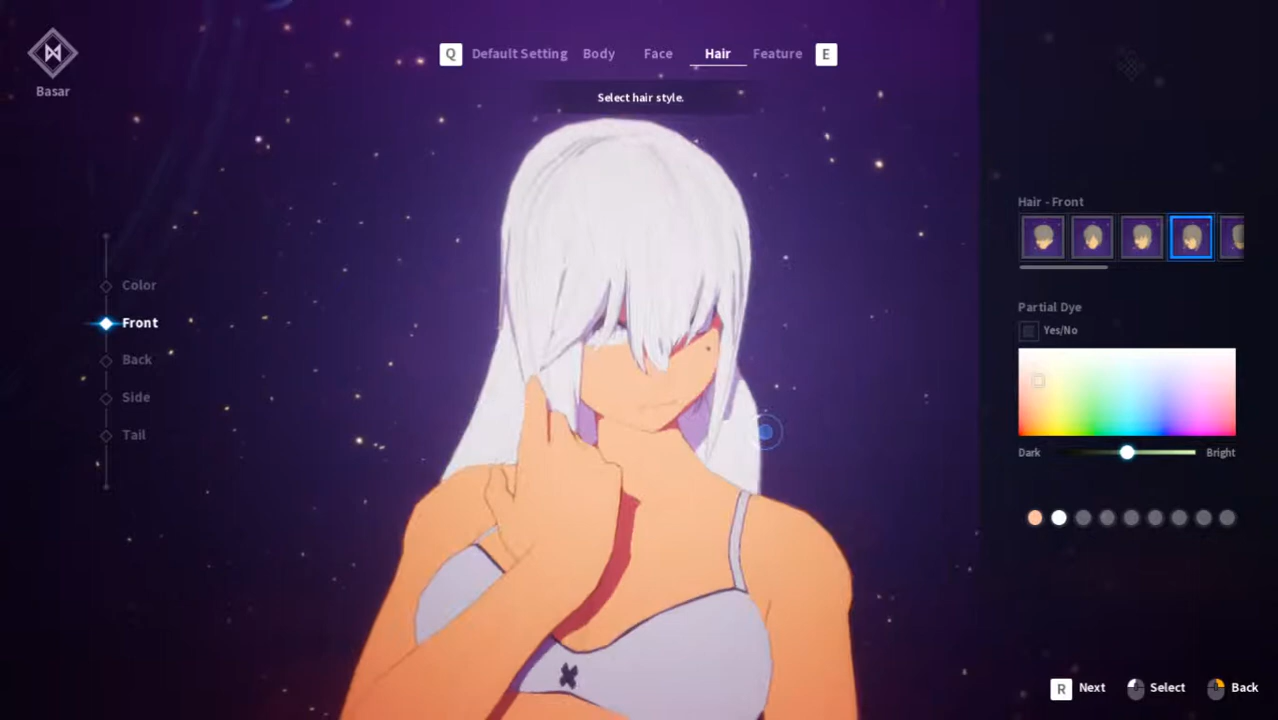 Basar
Q Default Setting Body Face Hair Feature E
Select hair style.
Color
Front
Back
Side
Tail
Hair - Front
Partial Dye
Yes/No
Dark Bright
R Next Select Back